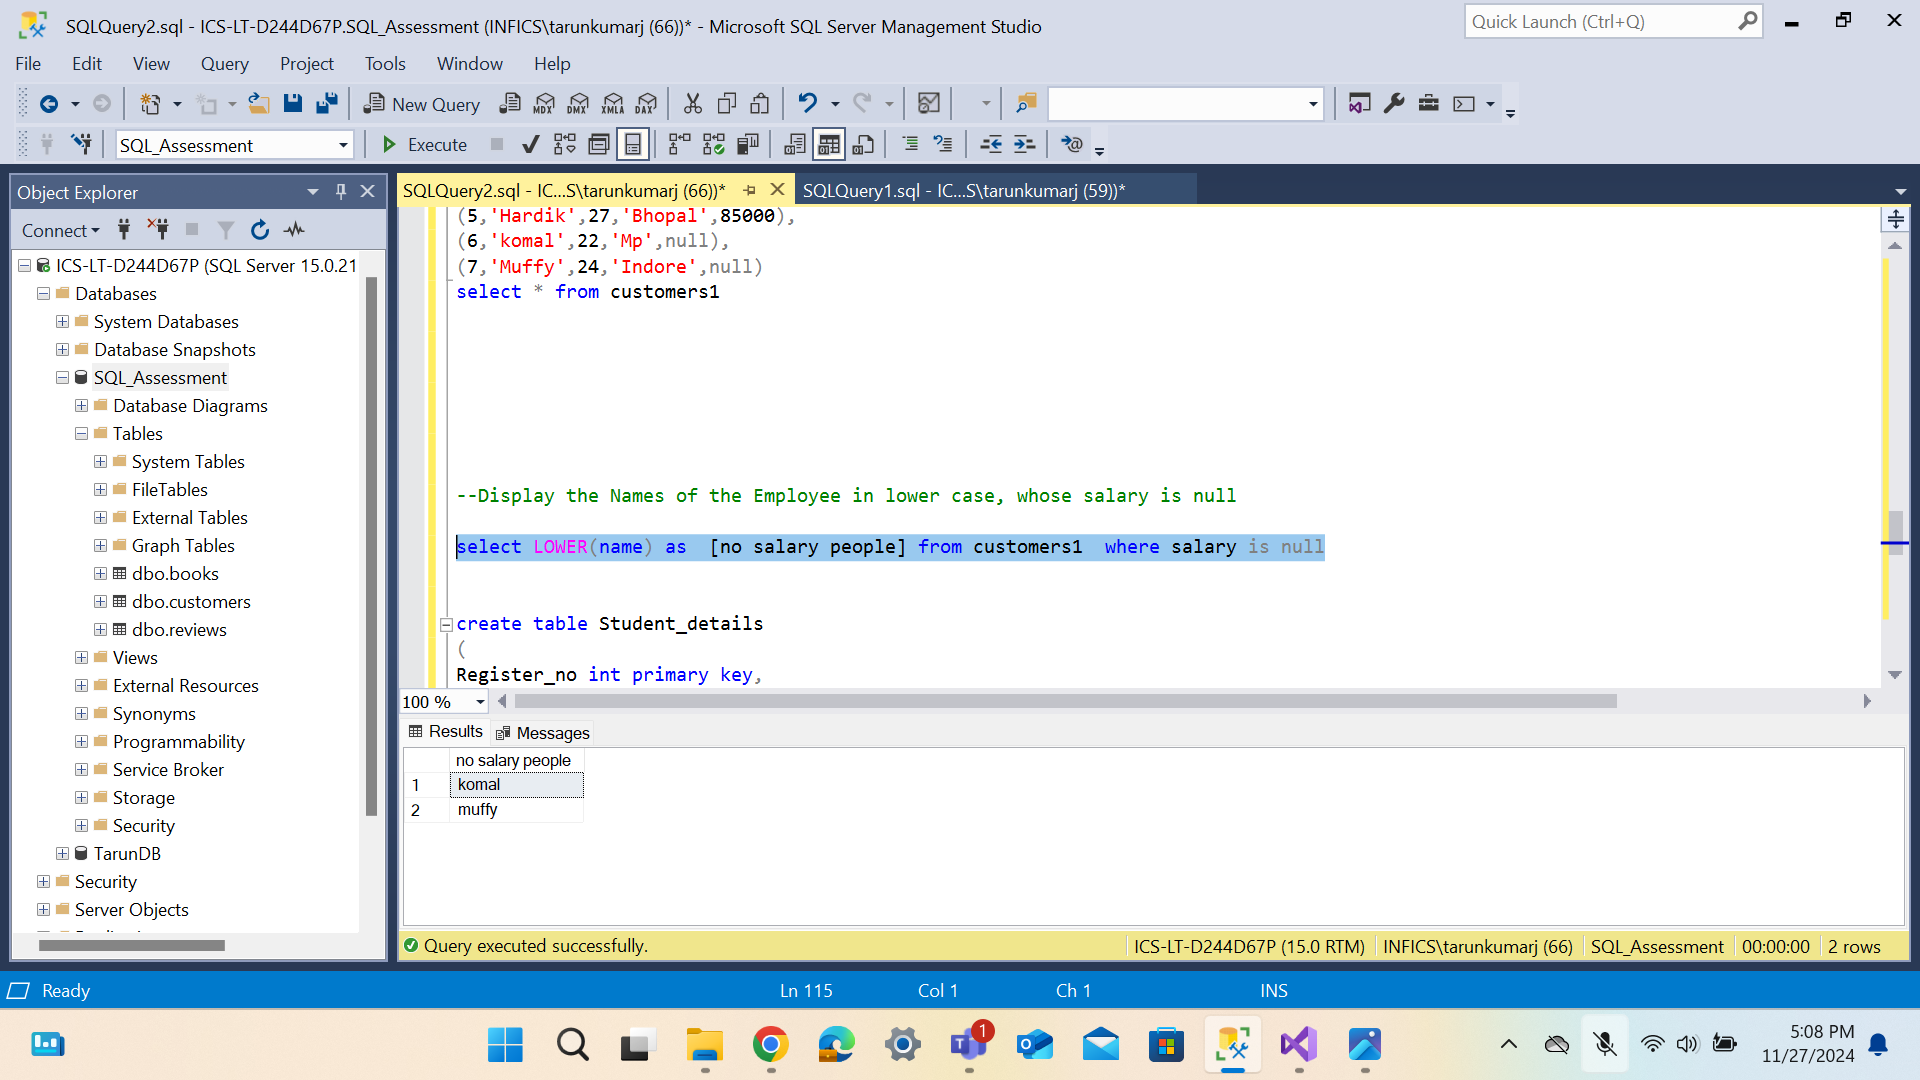 SQLQuery2.sql - ICS-LT-D244D67P.SQL_Assessment (INFICS\tarunkumarj (66))* - Microsoft SQL Server Management Studio
Quick Launch (Ctrl+Q)
File Edit View Query Project Tools Window Help
New Query MDX DMX XMLA DAX
SQL_Assessment Execute
Object Explorer
SQLQuery2.sql - IC...S\tarunkumarj (66))*
SQLQuery1.sql - IC...S\tarunkumarj (59))*
Connect
ICS-LT-D244D67P (SQL Server 15.0.21
Databases
System Databases
Database Snapshots
SQL_Assessment
Database Diagrams
Tables
System Tables
FileTables
External Tables
Graph Tables
dbo.books
dbo.customers
dbo.reviews
Views
External Resources
Synonyms
Programmability
Service Broker
Storage
Security
TarunDB
Security
Server Objects
(5,'Hardik',27,'Bhopal',85000),
(6,'komal',22,'Mp',null),
(7,'Muffy',24,'Indore',null)
select * from customers1
--Display the Names of the Employee in lower case, whose salary is null
select LOWER(name) as [no salary people] from customers1 where salary is null
create table Student_details
(
Register_no int primary key,
100 %
Results Messages
no salary people
1 komal
2 muffy
Query executed successfully.
ICS-LT-D244D67P (15.0 RTM) INFICS\tarunkumarj (66) SQL_Assessment 00:00:00 2 rows
Ready Ln 115 Col 1 Ch 1 INS
1
5:08 PM
11/27/2024